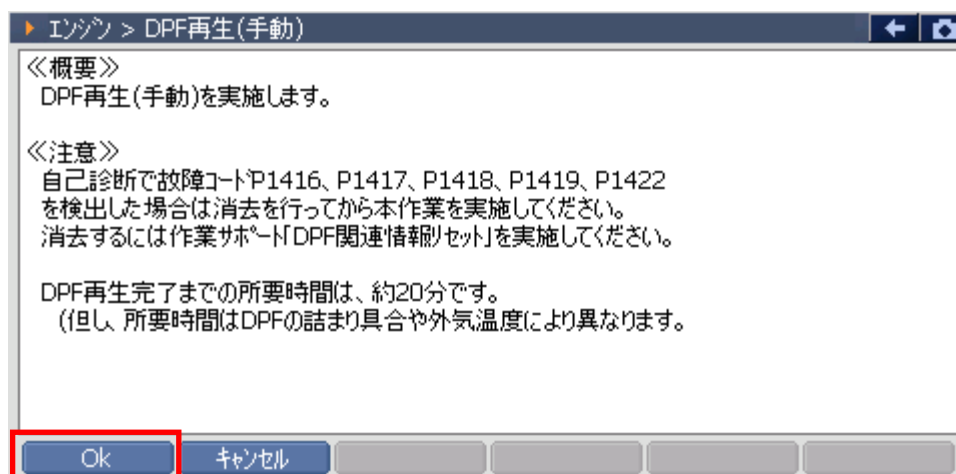 ｴﾝｼﾞﾝ > DPF再生(手動)
≪概要≫
DPF再生(手動)を実施します。
≪注意≫
自己診断で故障ｺｰﾄﾞP1416、P1417、P1418、P1419、P1422
を検出した場合は消去を行ってから本作業を実施してください。
消去するには作業ｻﾎﾟｰﾄ｢DPF関連情報ﾘｾｯﾄ｣を実施してください。
DPF再生完了までの所要時間は、約20分です。
(但し、所要時間はDPFの詰まり具合や外気温度により異なります。
Ok
ｷｬﾝｾﾙ